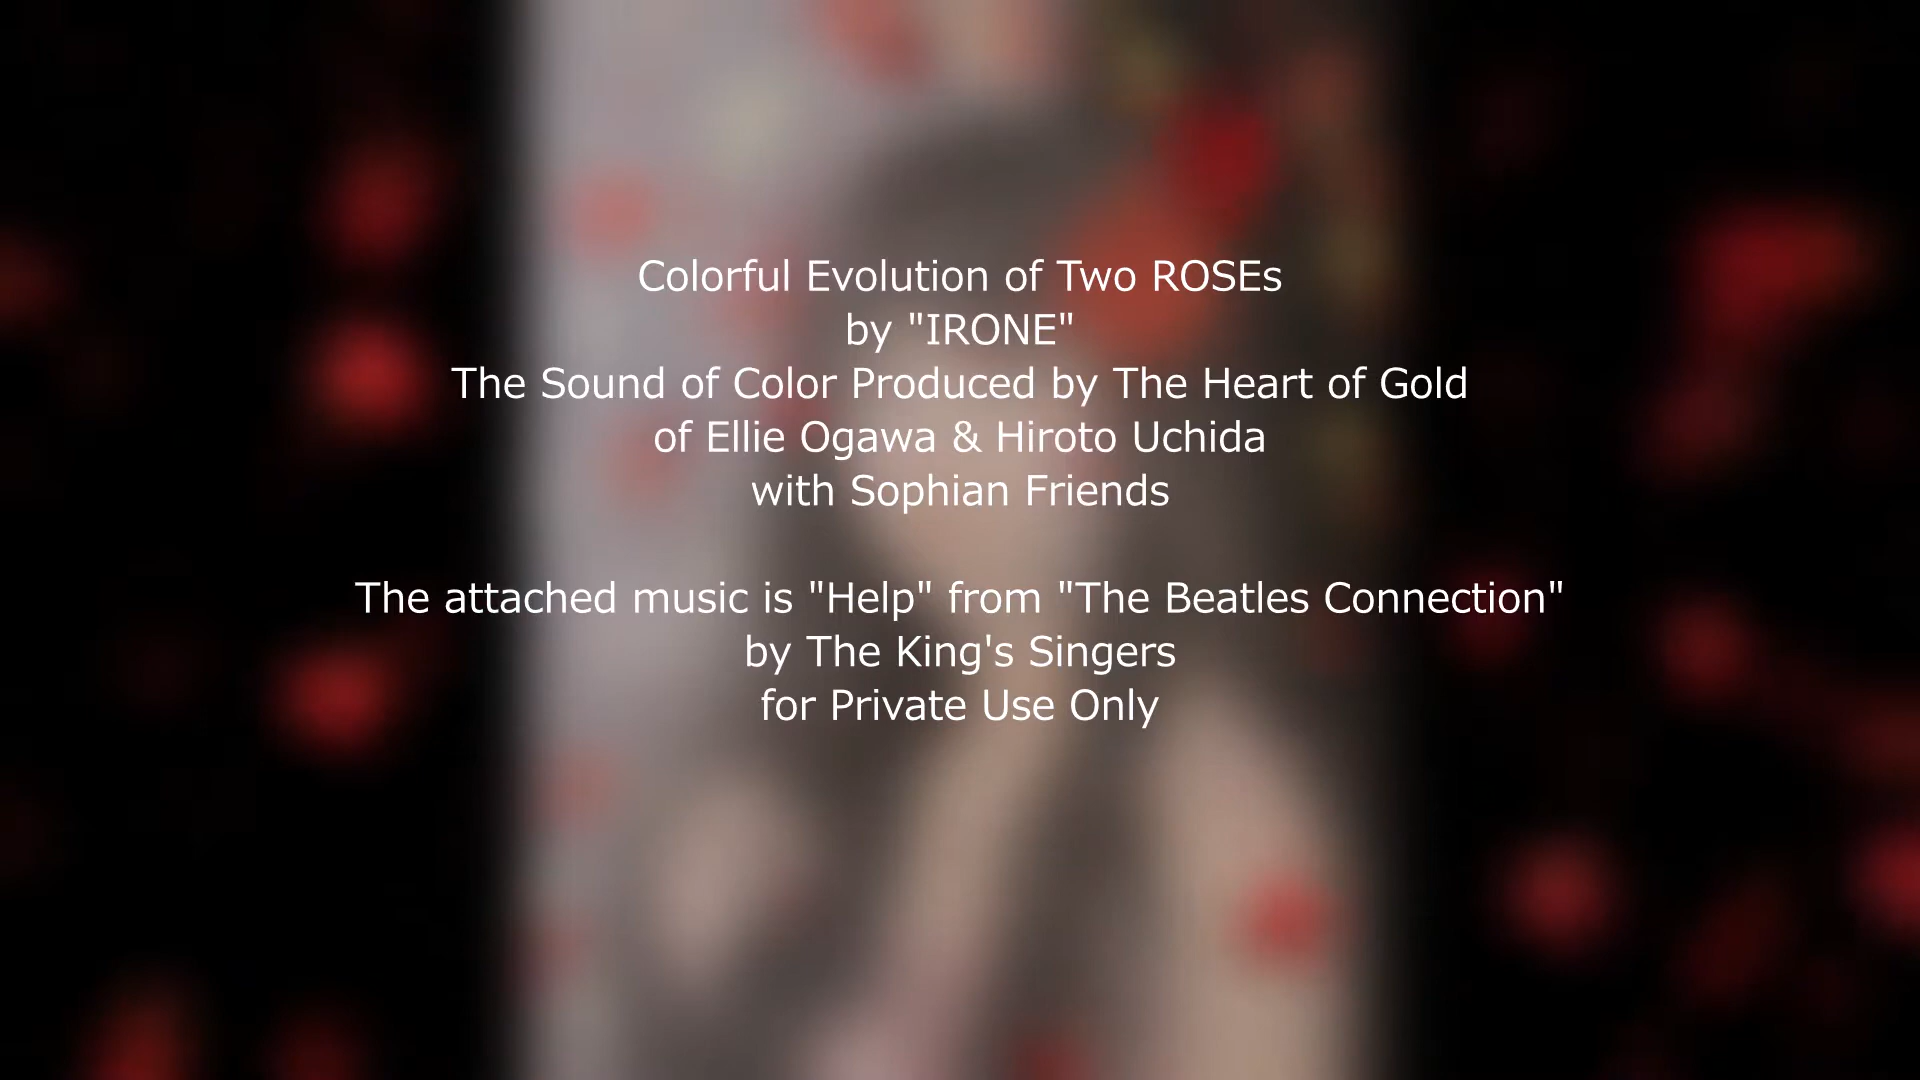 Colorful Evolution of Two ROSEs
by "IRONE"
The Sound of Color Produced by The Heart of Gold
of Ellie Ogawa & Hiroto Uchida
with Sophian Friends
The attached music is "Help" from "The Beatles Connection"
by The King's Singers
for Private Use Only